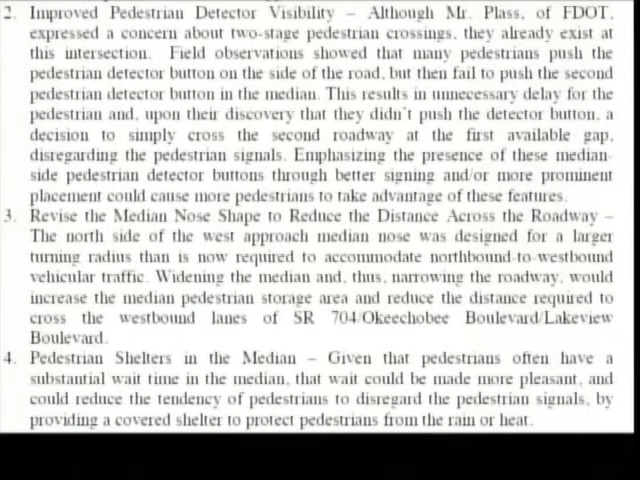 2. Improved Pedestrian Detector Visibility – Although Mr. Plass, of FDOT,
expressed a concern about two-stage pedestrian crossings, they already exist at
this intersection. Field observations showed that many pedestrians push the
pedestrian detector button on the side of the road, but then fail to push the second
pedestrian detector button in the median. This results in unnecessary delay for the
pedestrian and, upon their discovery that they didn't push the detector button, a
decision to simply cross the second roadway at the first available gap,
disregarding the pedestrian signals. Emphasizing the presence of these median-
side pedestrian detector buttons through better signing and/or more prominent
placement could cause more pedestrians to take advantage of these features.
3. Revise the Median Nose Shape to Reduce the Distance Across the Roadway –
The north side of the west approach median nose was designed for a larger
turning radius than is now required to accommodate northbound-to-westbound
vehicular traffic. Widening the median and, thus, narrowing the roadway, would
increase the median pedestrian storage area and reduce the distance required to
cross the westbound lanes of SR 704/Okeechobee Boulevard/Lakeview
Boulevard.
4. Pedestrian Shelters in the Median – Given that pedestrians often have a
substantial wait time in the median, that wait could be made more pleasant, and
could reduce the tendency of pedestrians to disregard the pedestrian signals, by
providing a covered shelter to protect pedestrians from the rain or heat.